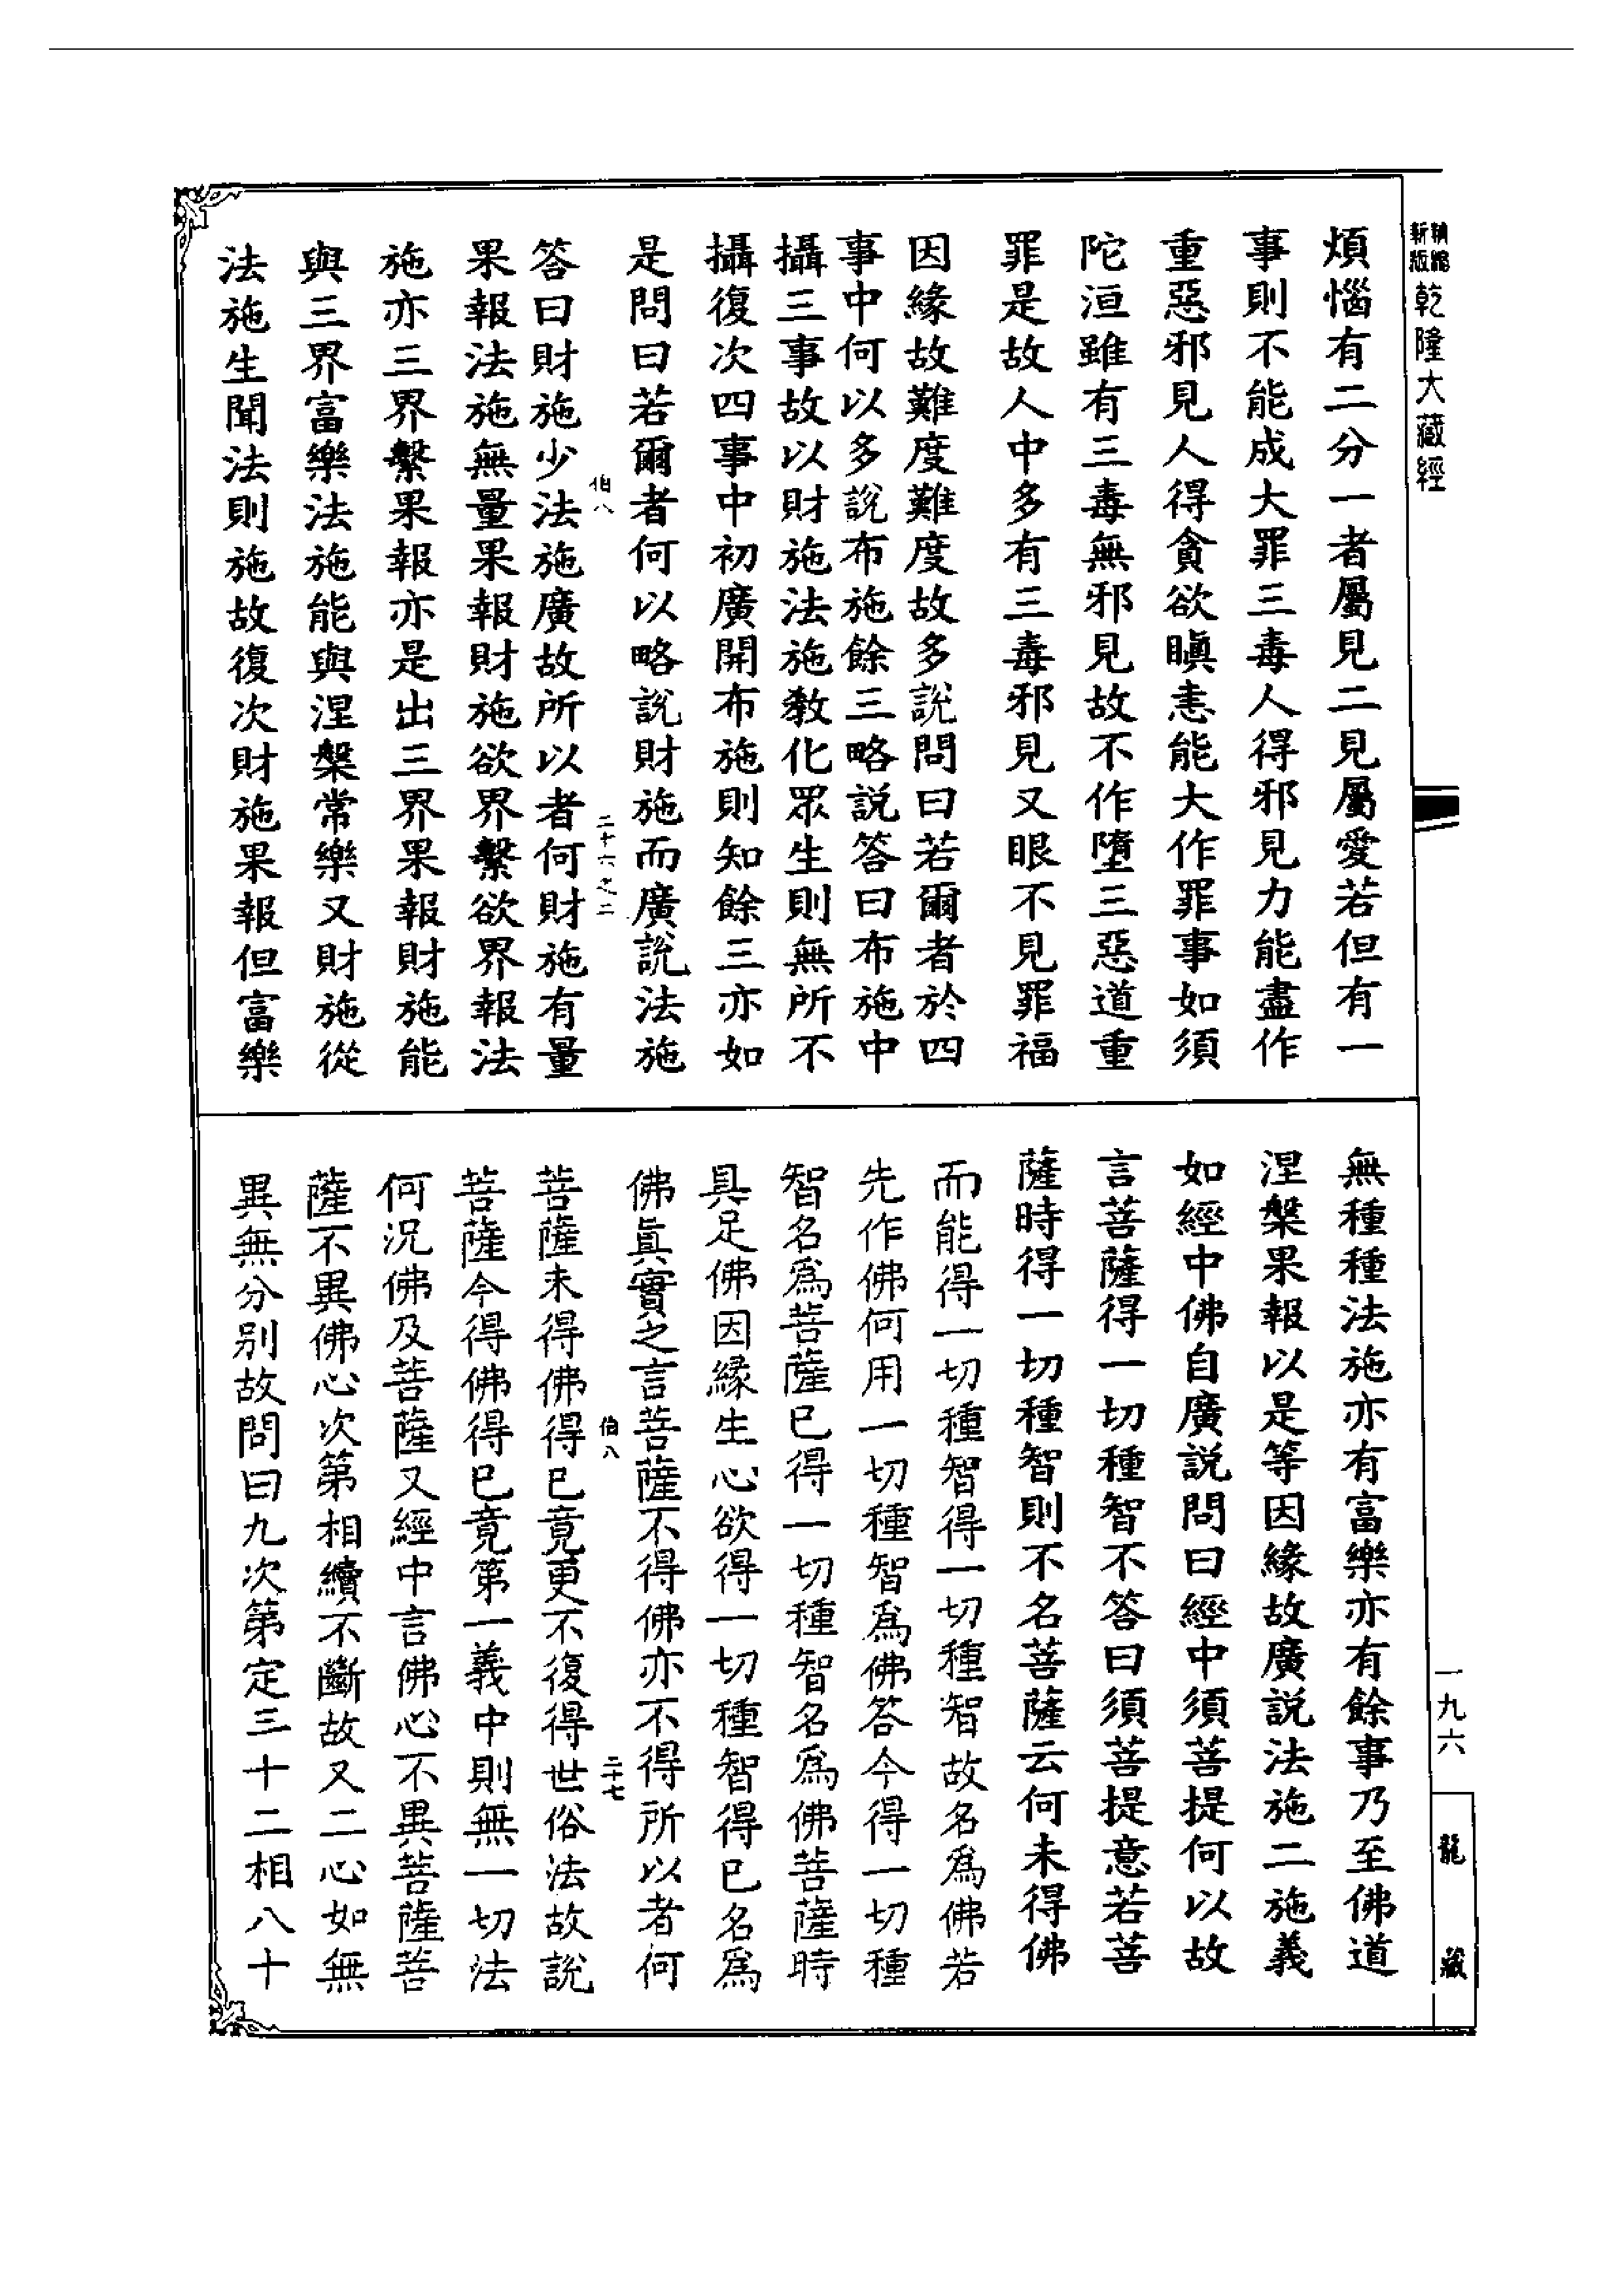 精縮
新版
乾隆大藏經
煩惱有二分一者屬見二見屬愛若但有一
事則不能成大罪三毒人得邪見力能盡作
重惡邪見人得貪欲瞋恚能大作罪事如須
陀洹雖有三毒無邪見故不作墮三惡道重
罪是故人中多有三毒邪見又眼不見罪福
因緣故難度難度故多說問曰若爾者於四
事中何以多說布施餘三略説答曰布施中
攝三事故以財施法施教化眾生則無所不
攝復次四事中初廣開布施則知餘三亦如
是問曰若爾者何以略說財施而廣說法施
伯八
二十六之二
答曰財施少法施廣故所以者何財施有量
果報法施無量果報財施欲界繫欲界報法
施亦三界繫果報亦是出三界果報財施能
與三界富樂法施能與涅槃常樂又財施從
法施生聞法則施故復次財施果報但富樂
無種種法施亦有富樂亦有餘事乃至佛道
涅槃果報以是等因緣故廣説法施二施義
如經中佛自廣説問曰經中須菩提何以故
言菩薩得一切種智不答曰須菩提意若菩
薩時得一切種智則不名菩薩云何未得佛
而能得一切種智得一切種智故名爲佛若
先作佛何用一切種智爲佛答今得一切種
智名爲菩薩已得一切種智名爲佛菩薩時
具足佛因緣生心欲得一切種智得已名爲
佛眞實之言菩薩不得佛亦不得所以者何
伯八
二十七
菩薩未得佛得已竟更不復得世俗法故說
菩薩今得佛得已竟第一義中則無一切法
何況佛及菩薩又經中言佛心不異菩薩菩
薩不異佛心次第相續不斷故又二心如無
異無分别故問曰九次第定三十二相八十
一九六
龍
藏